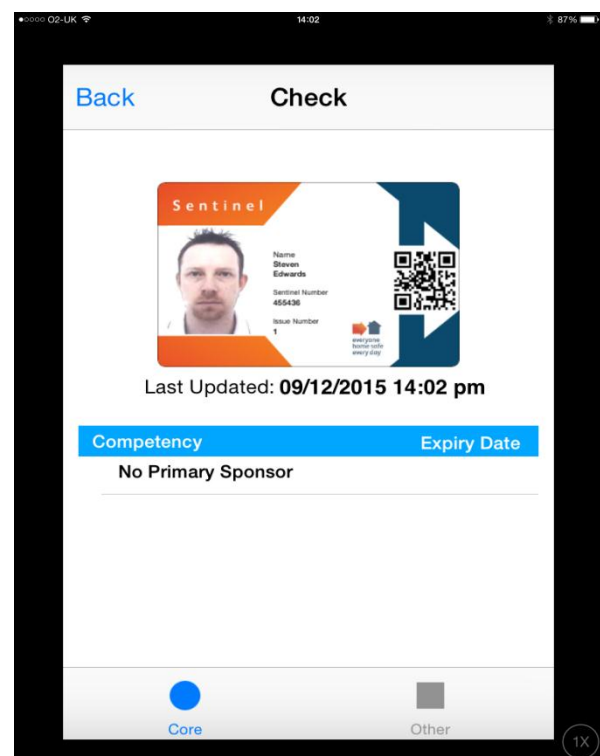 O2-UK 14:02 87%
Back Check
Sentinel
Name
Steven
Edwards
Sentinel Number
455436
Issue Number
1
everyone
home safe
every day
Last Updated: 09/12/2015 14:02 pm
Competency Expiry Date
No Primary Sponsor
Core Other
1X